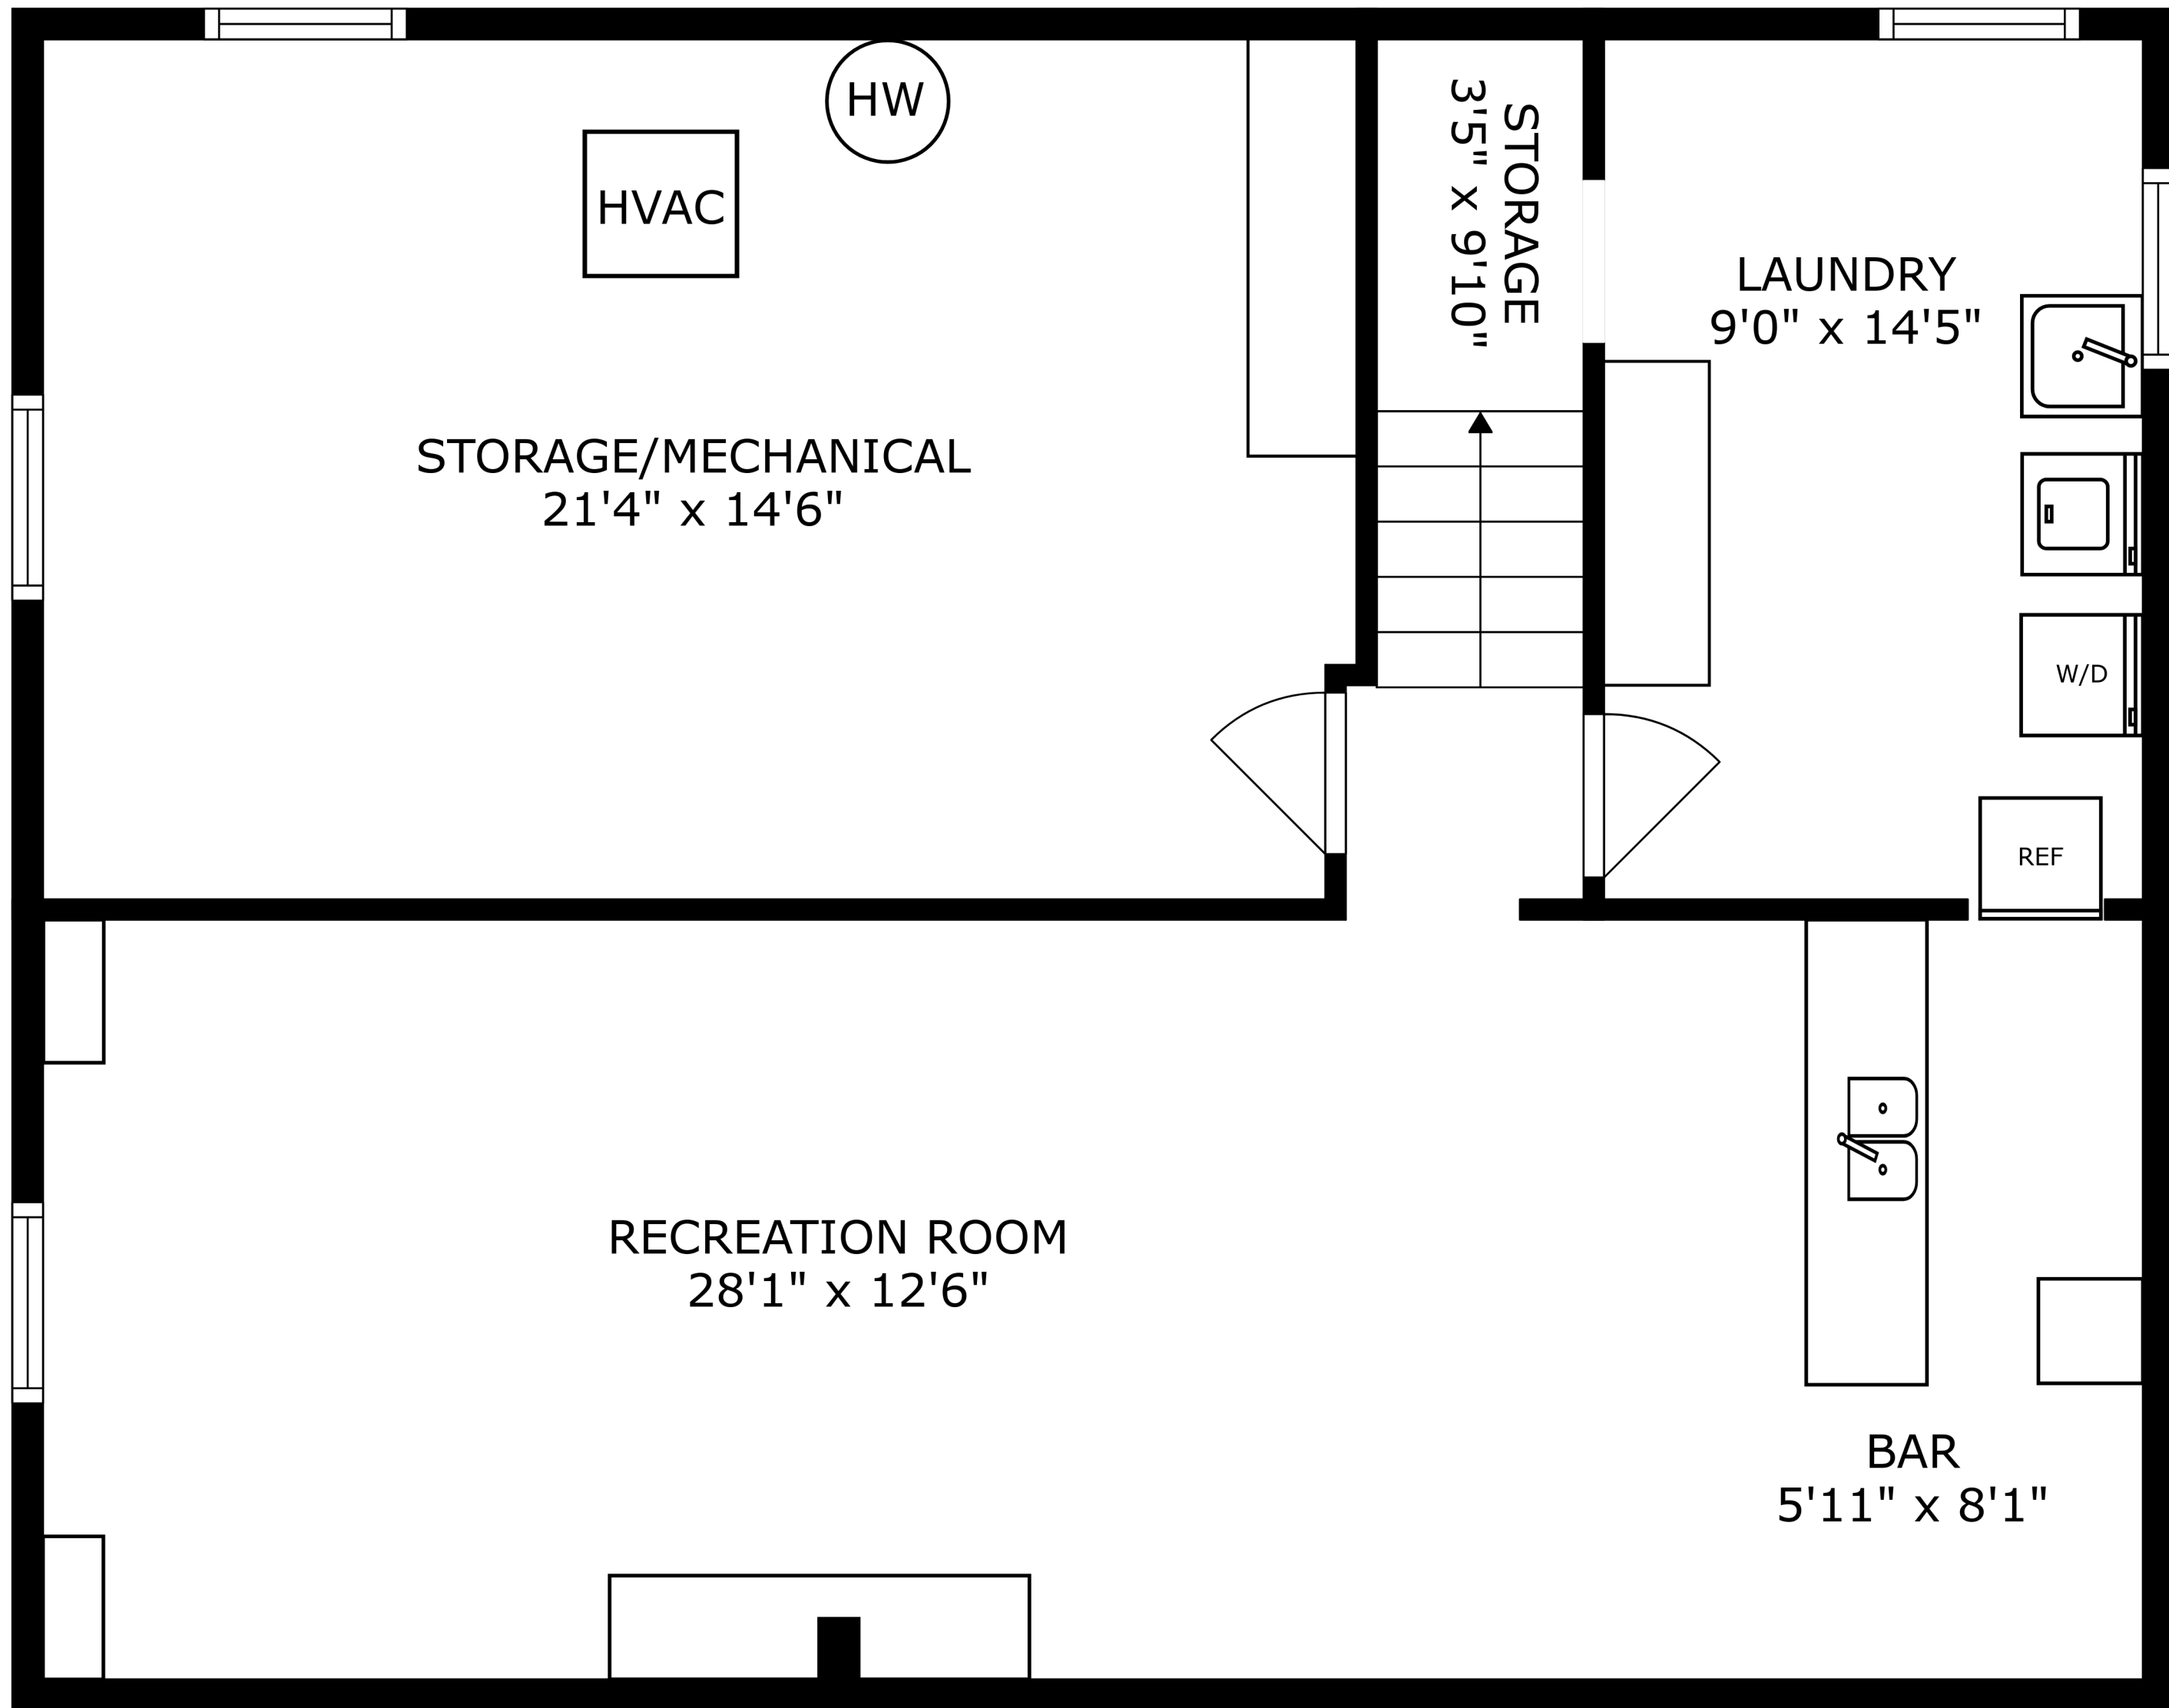 HW
HVAC
STORAGE
3'5" x 9'10"
LAUNDRY
9'0" x 14'5"
STORAGE/MECHANICAL
21'4" x 14'6"
W/D
REF
RECREATION ROOM
28'1" x 12'6"
BAR
5'11" x 8'1"